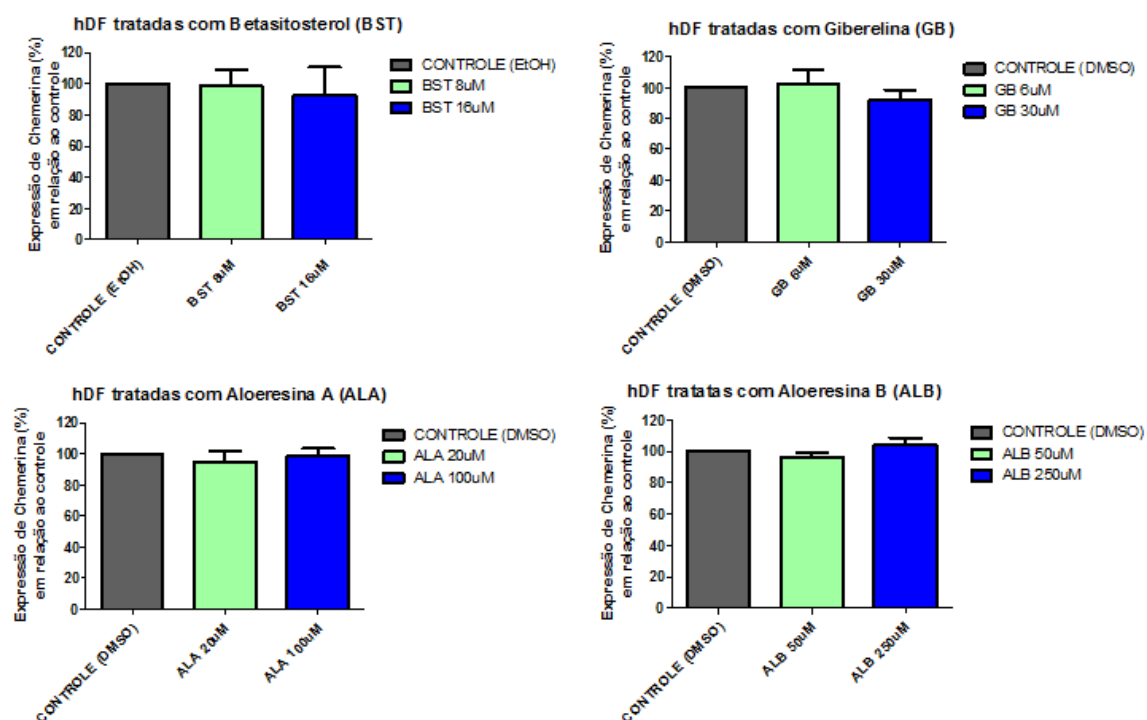 hDF tratadas com Betasitosterol (BST)
Expressão de Chemerina (%)
em relação ao controle
120
100
80
60
40
20
0
CONTROLE (EtOH)
BST 8uM
BST 16uM
CONTROLE (EtOH)
BST 8uM
BST 16uM
hDF tratadas com Giberelina (GB)
Expressão de Chemerina (%)
em relação ao controle
120
100
80
60
40
20
0
CONTROLE (DMSO)
GB 6uM
GB 30uM
CONTROLE (DMSO)
GB 6uM
GB 30uM
hDF tratadas com Aloeresina A (ALA)
Expressão de Chemerina (%)
em relação ao controle
120
100
80
60
40
20
0
CONTROLE (DMSO)
ALA 20uM
ALA 100uM
CONTROLE (DMSO)
ALA 20uM
ALA 100uM
hDF tratatas com Aloeresina B (ALB)
Expressão de Chemerina (%)
em relação ao controle
120
100
80
60
40
20
0
CONTROLE (DMSO)
ALB 50uM
ALB 250uM
CONTROLE (DMSO)
ALB 50uM
ALB 250uM